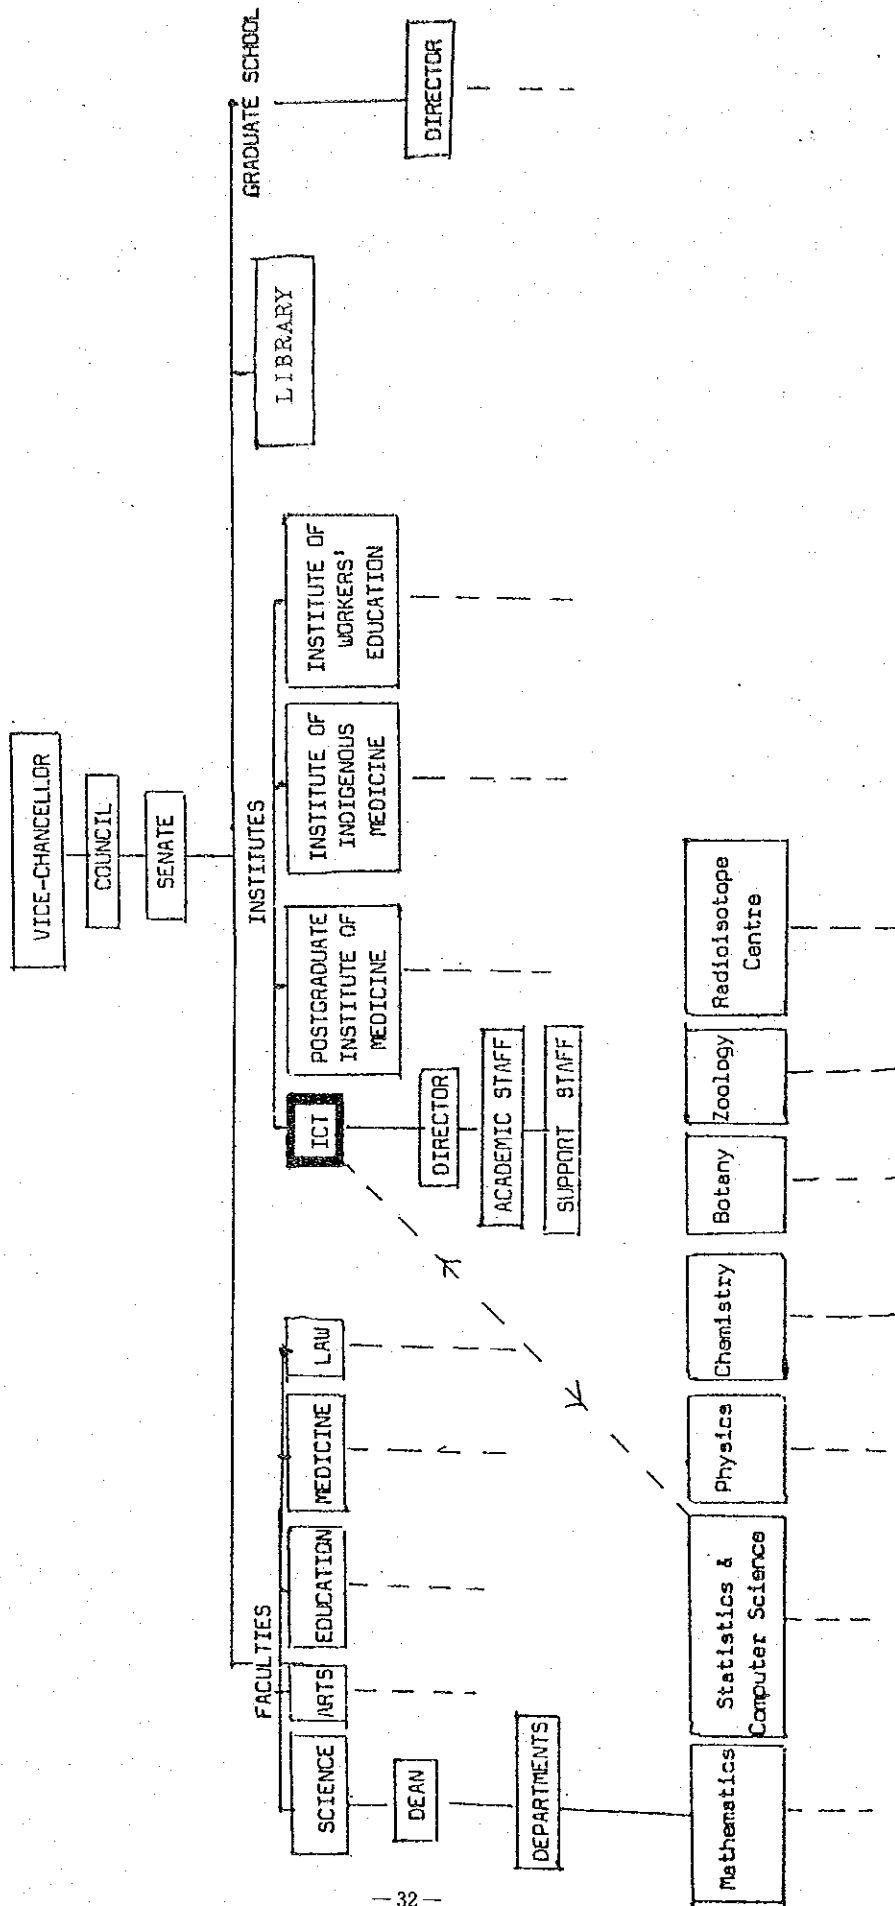 VICE-CHANCELLOR
COUNCIL
SENATE
FACULTIES
INSTITUTES
GRADUATE SCHOOL
LIBRARY
SCIENCE
ARTS
EDUCATION
MEDICINE
LAW
ICT
POSTGRADUATE
INSTITUTE OF
MEDICINE
INSTITUTE OF
INDIGENOUS
MEDICINE
INSTITUTE OF
WORKERS'
EDUCATION
DIRECTOR
DEAN
DIRECTOR
ACADEMIC STAFF
SUPPORT STAFF
DEPARTMENTS
Mathematics
Statistics &
Computer Science
Physics
Chemistry
Botany
Zoology
Radioisotope
Centre
—32—